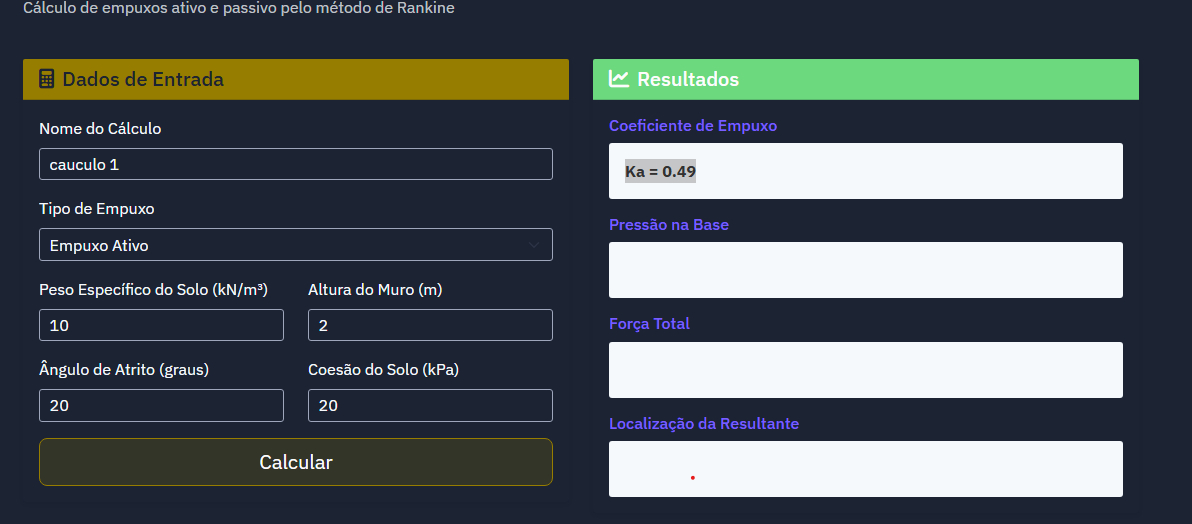 Cálculo de empuxos ativo e passivo pelo método de Rankine
Dados de Entrada
Nome do Cálculo
cauculo 1
Tipo de Empuxo
Empuxo Ativo
Peso Específico do Solo (kN/m³)
Altura do Muro (m)
10
2
Ângulo de Atrito (graus)
Coesão do Solo (kPa)
20
20
Calcular
Resultados
Coeficiente de Empuxo
Ka = 0.49
Pressão na Base
Força Total
Localização da Resultante